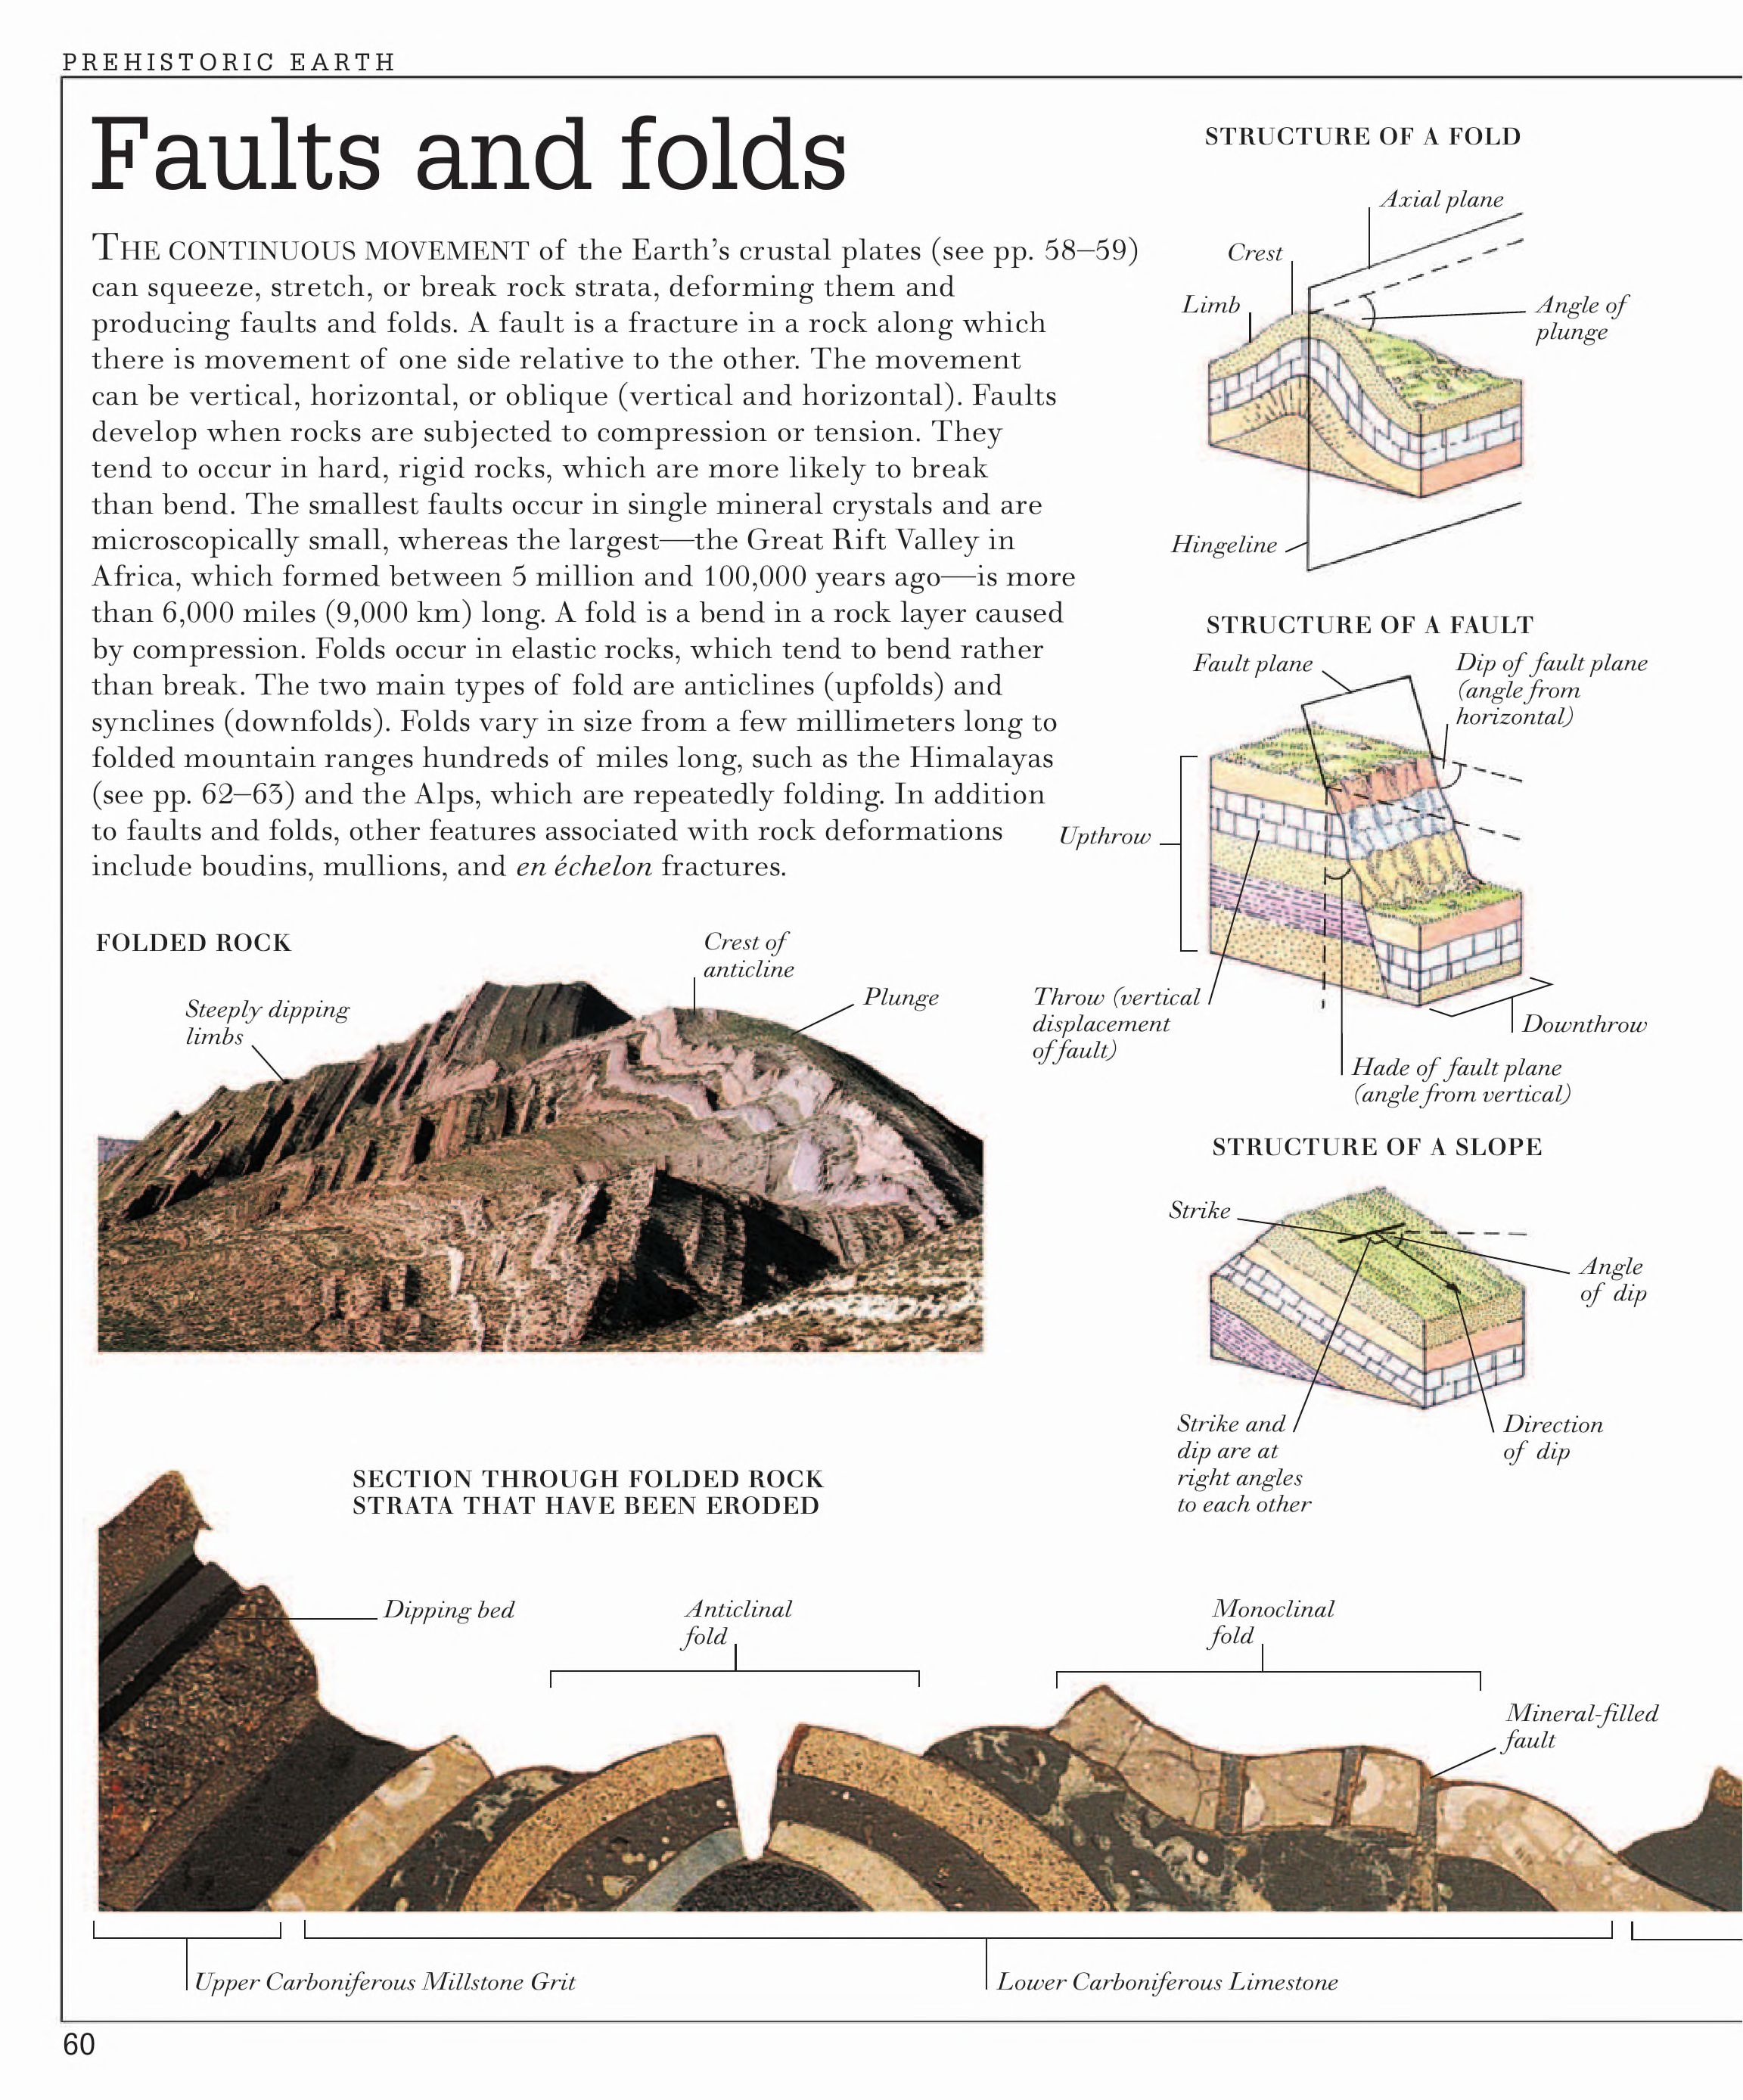 PREHISTORIC EARTH
Faults and folds
THE CONTINUOUS MOVEMENT of the Earth's crustal plates (see pp. 58–59)
can squeeze, stretch, or break rock strata, deforming them and
producing faults and folds. A fault is a fracture in a rock along which
there is movement of one side relative to the other. The movement
can be vertical, horizontal, or oblique (vertical and horizontal). Faults
develop when rocks are subjected to compression or tension. They
tend to occur in hard, rigid rocks, which are more likely to break
than bend. The smallest faults occur in single mineral crystals and are
microscopically small, whereas the largest—the Great Rift Valley in
Africa, which formed between 5 million and 100,000 years ago—is more
than 6,000 miles (9,000 km) long. A fold is a bend in a rock layer caused
by compression. Folds occur in elastic rocks, which tend to bend rather
than break. The two main types of fold are anticlines (upfolds) and
synclines (downfolds). Folds vary in size from a few millimeters long to
folded mountain ranges hundreds of miles long, such as the Himalayas
(see pp. 62–63) and the Alps, which are repeatedly folding. In addition
to faults and folds, other features associated with rock deformations
include boudins, mullions, and en échelon fractures.
STRUCTURE OF A FOLD
Axial plane
Crest
Limb
Angle of
plunge
Hingeline
STRUCTURE OF A FAULT
Fault plane
Dip of fault plane
(angle from
horizontal)
Upthrow
Throw (vertical
displacement
of fault)
Downthrow
Hade of fault plane
(angle from vertical)
FOLDED ROCK
Crest of
anticline
Plunge
Steeply dipping
limbs
STRUCTURE OF A SLOPE
Strike
Angle
of dip
Strike and
dip are at
right angles
to each other
Direction
of dip
SECTION THROUGH FOLDED ROCK
STRATA THAT HAVE BEEN ERODED
Dipping bed
Anticlinal
fold
Monoclinal
fold
Mineral-filled
fault
Upper Carboniferous Millstone Grit
Lower Carboniferous Limestone
60